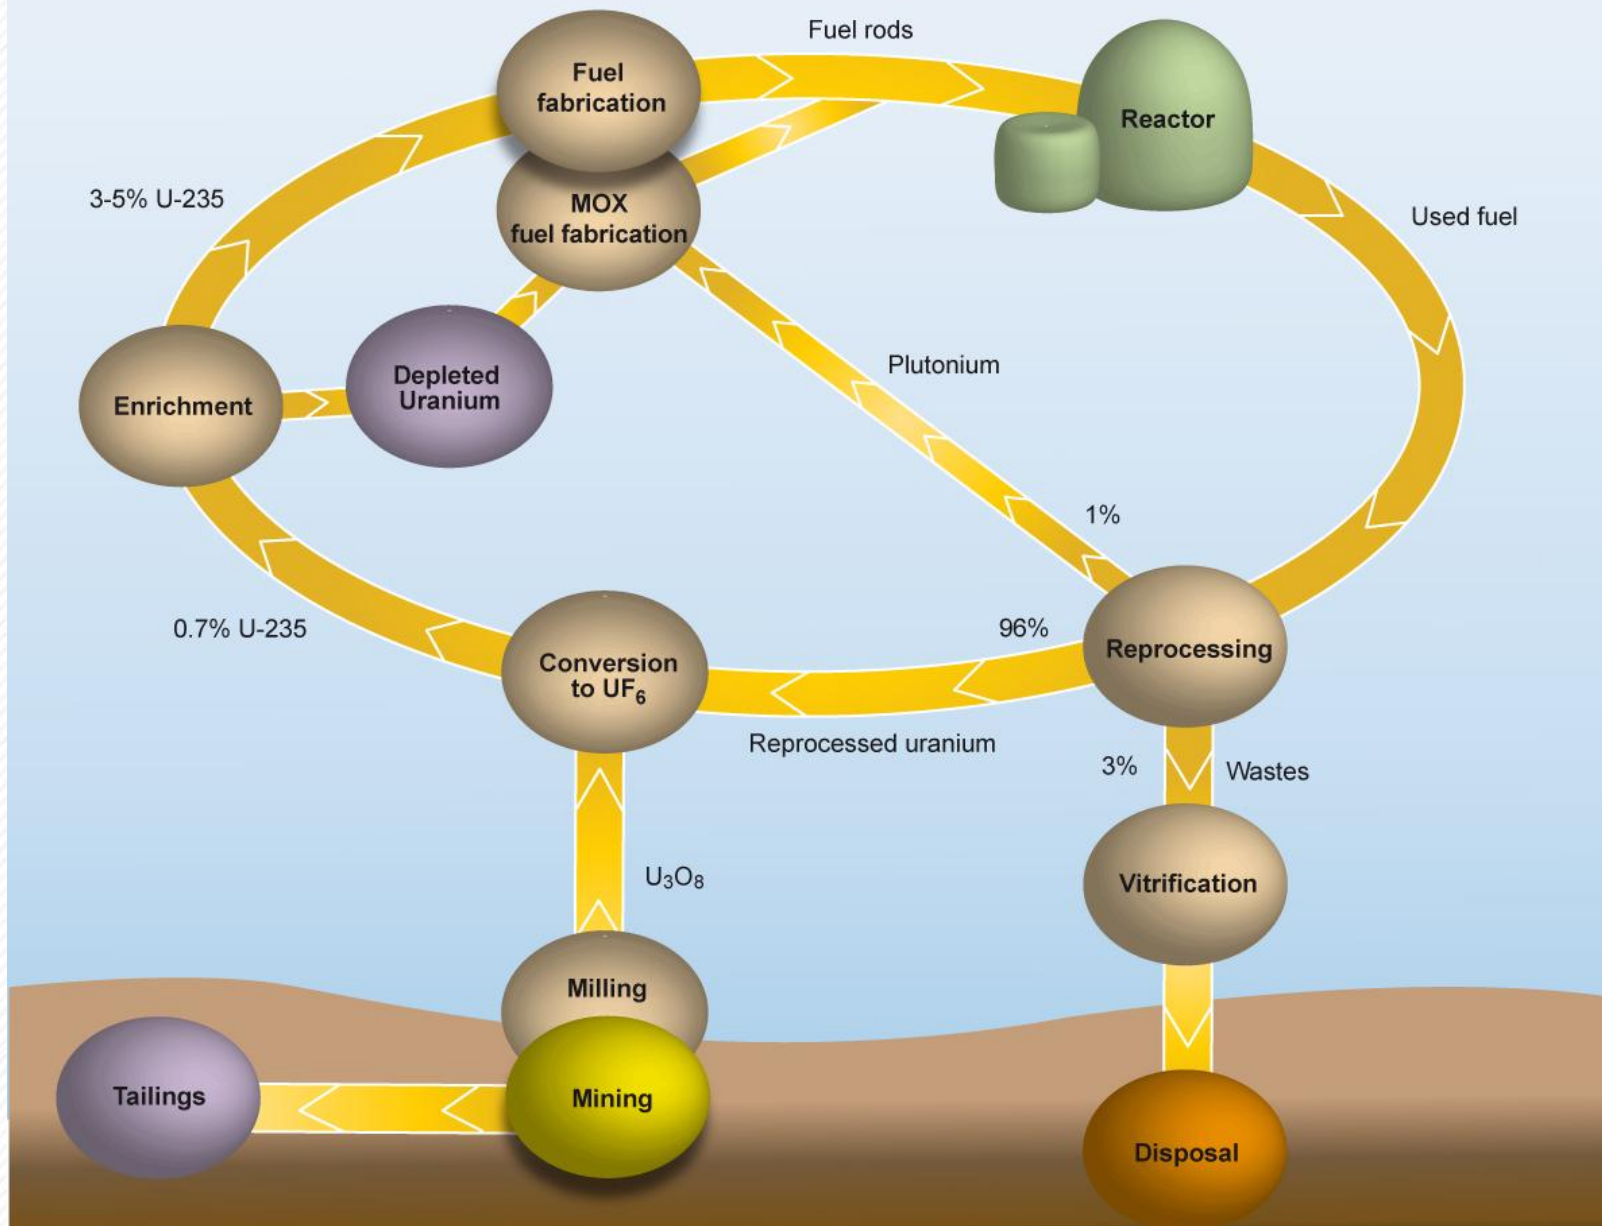 Fuel rods
Fuel
fabrication
Reactor
3-5% U-235
MOX
fuel fabrication
Used fuel
Depleted
Uranium
Enrichment
Plutonium
1%
0.7% U-235
96%
Conversion
to UF₆
Reprocessing
Reprocessed uranium
3%
Wastes
U₃O₈
Vitrification
Milling
Tailings
Mining
Disposal